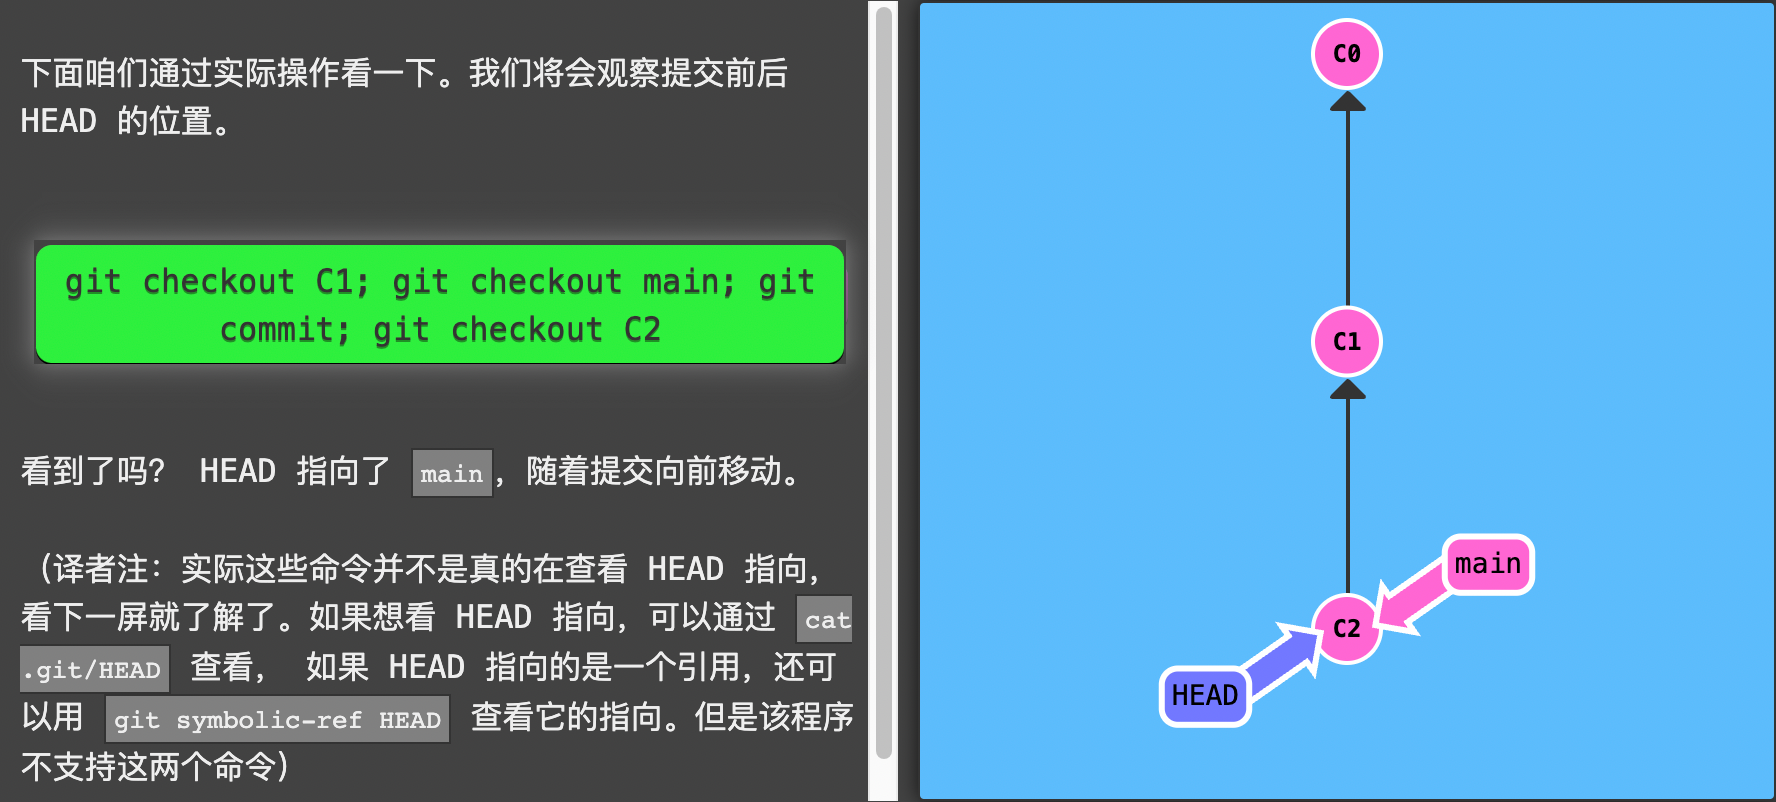 下面咱们通过实际操作看一下。我们将会观察提交前后
HEAD 的位置。
git checkout C1; git checkout main; git
commit; git checkout C2
看到了吗? HEAD 指向了 main，随着提交向前移动。
（译者注：实际这些命令并不是真的在查看 HEAD 指向，
看下一屏就了解了。如果想看 HEAD 指向，可以通过 cat
.git/HEAD 查看， 如果 HEAD 指向的是一个引用，还可
以用 git symbolic-ref HEAD 查看它的指向。但是该程序
不支持这两个命令）
C0
C1
main
C2
HEAD